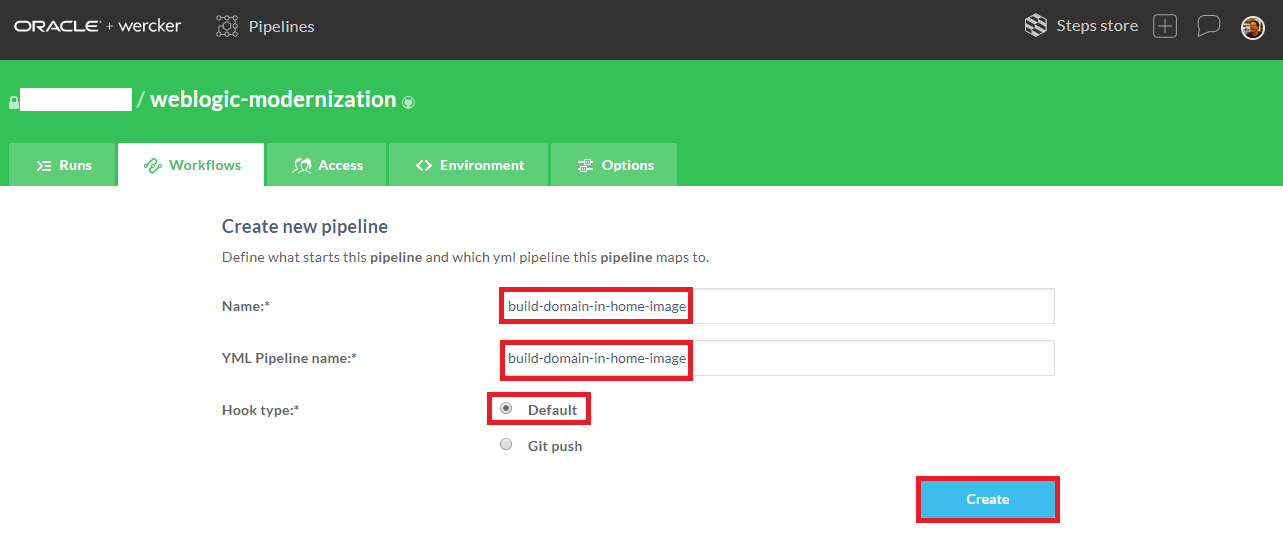 ORACLE + wercker Pipelines Steps store
/ weblogic-modernization
Runs Workflows Access Environment Options
Create new pipeline
Define what starts this pipeline and which yml pipeline this pipeline maps to.
Name:* build-domain-in-home-image
YML Pipeline name:* build-domain-in-home-image
Hook type:* Default
Git push
Create